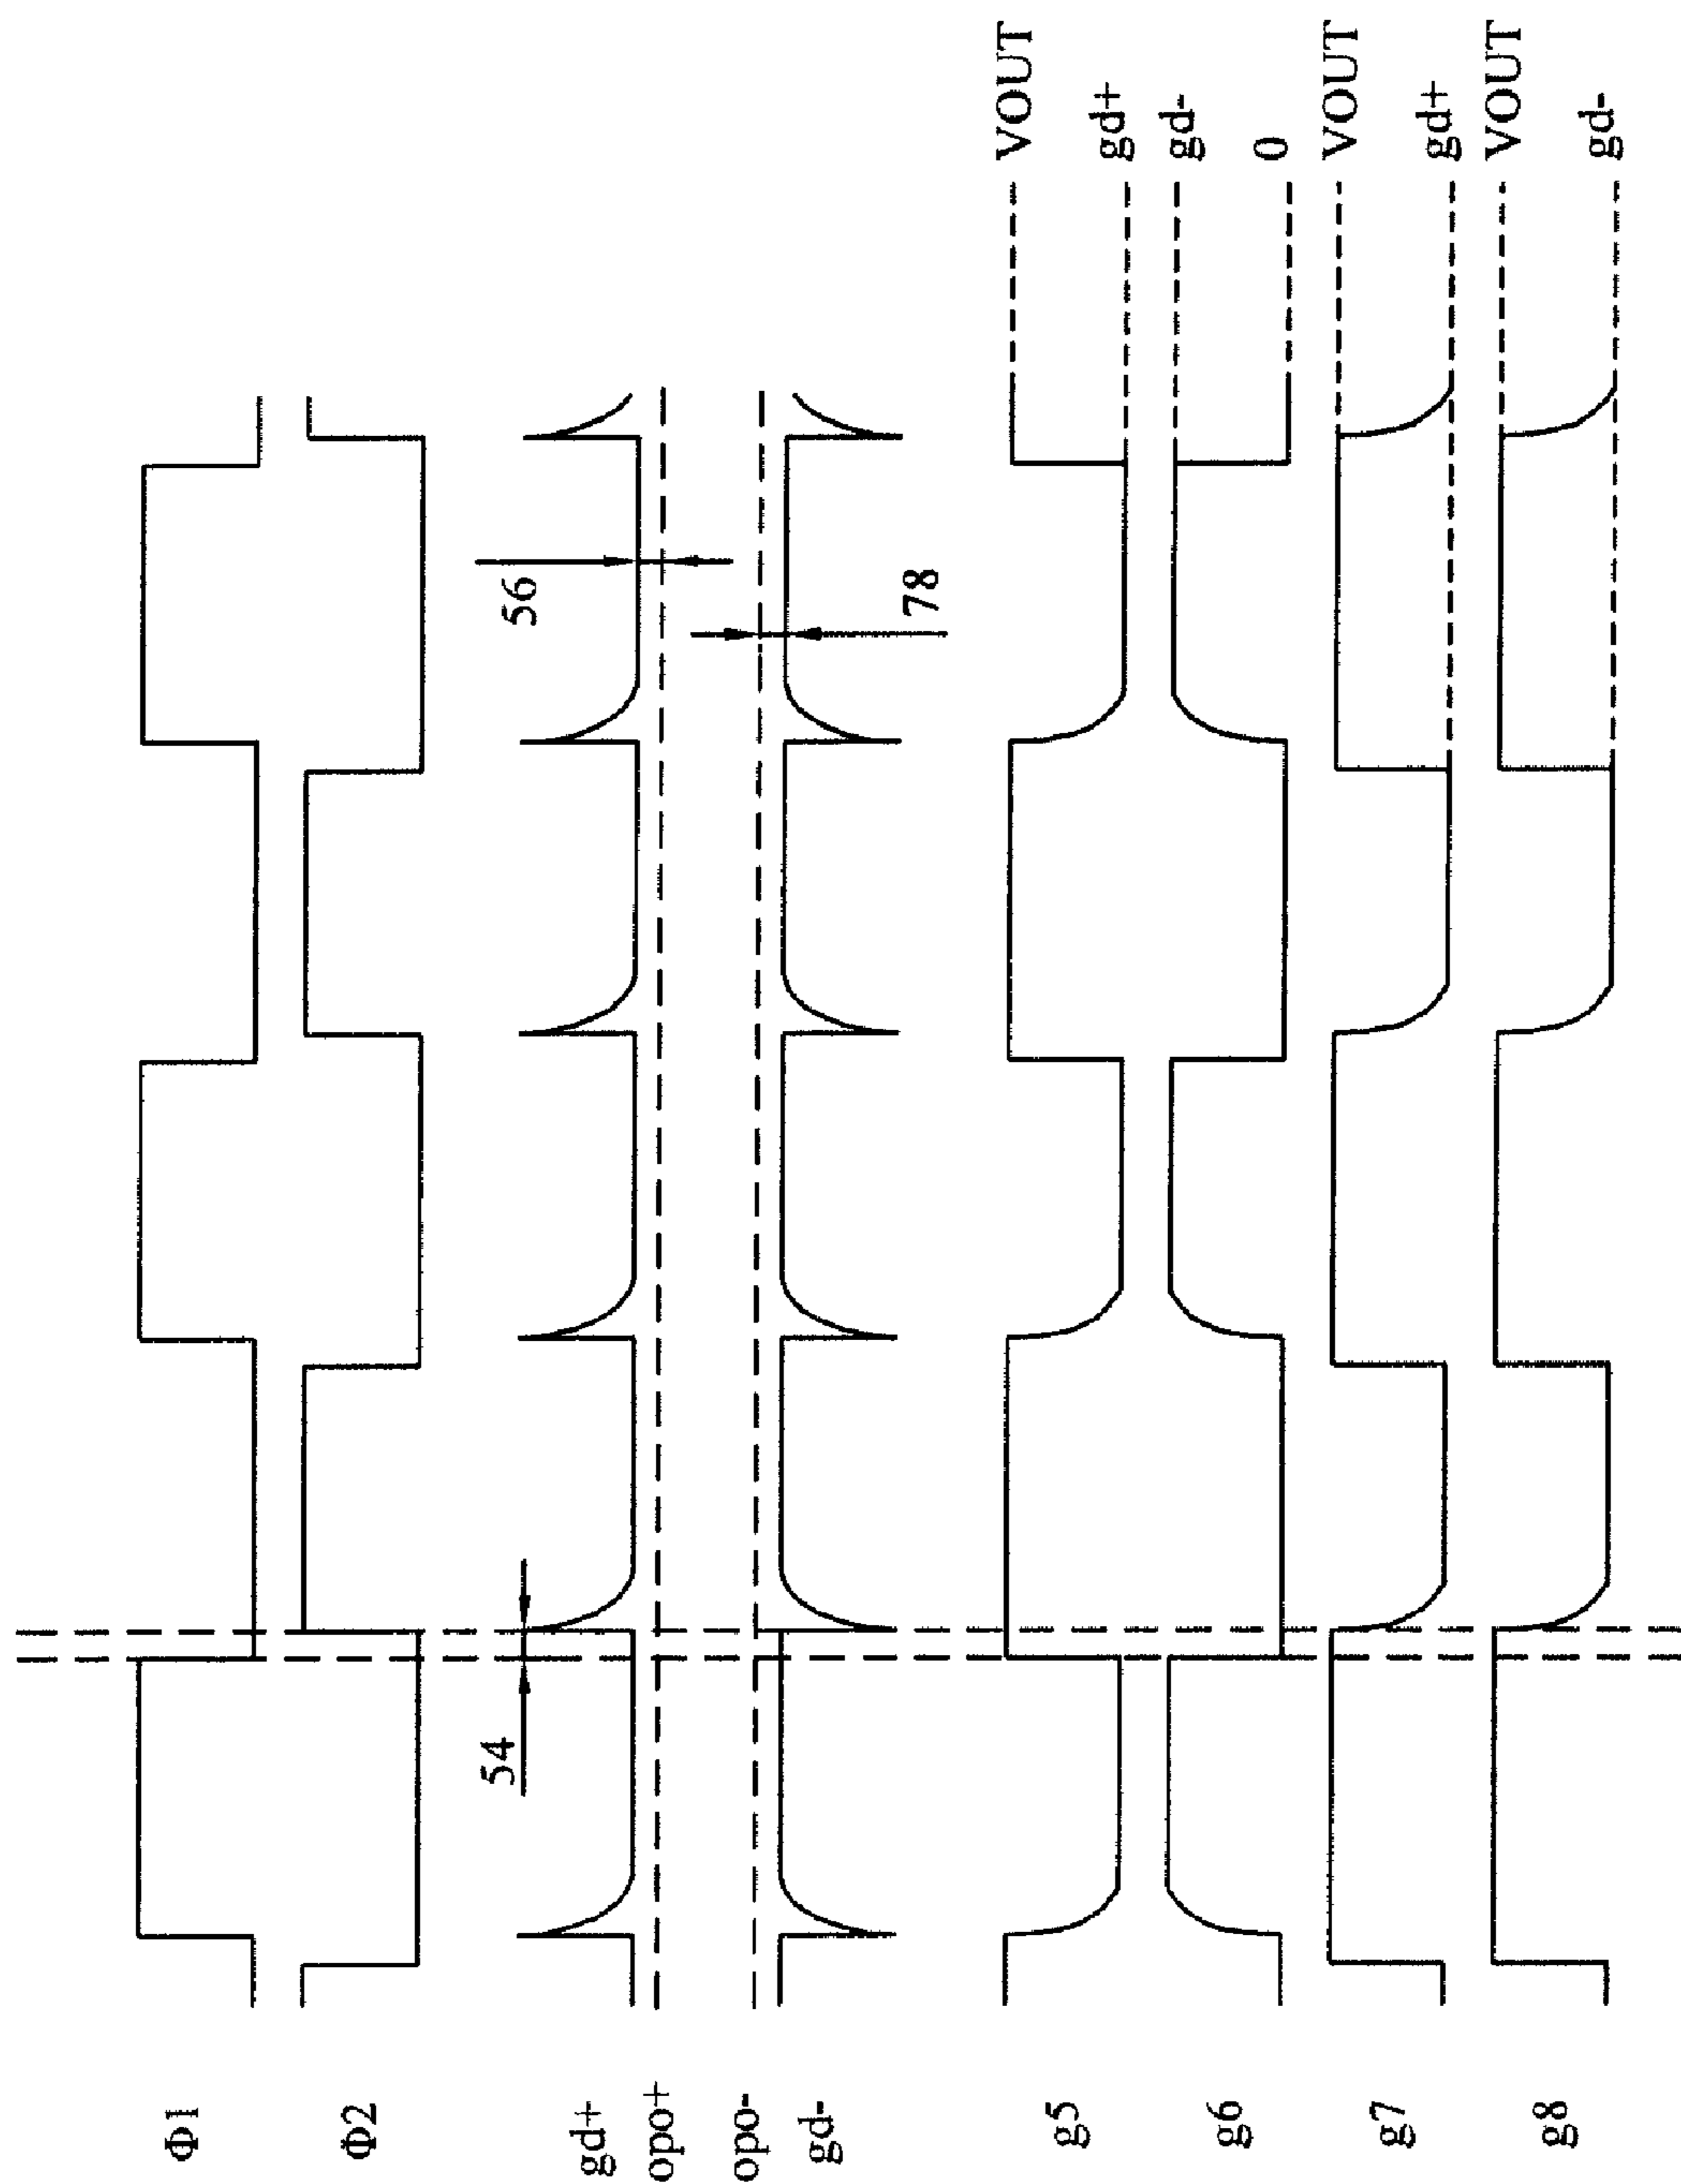 Φ1
Φ2
gd+
opo+
opo-
gd-
g5
g6
g7
g8
54
56
78
VOUT
gd+
gd-
0
VOUT
gd+
VOUT
gd-